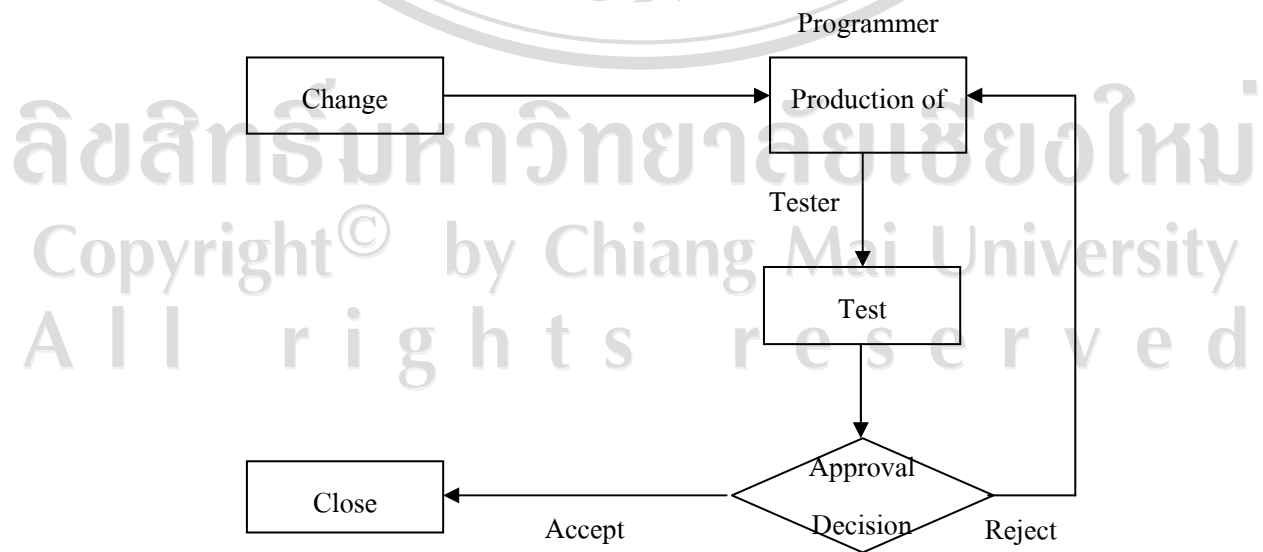 Programmer
Change
Production of
ลิขสิทธิ์มหาวิทยาลัยเชียงใหม่
Tester
Copyright© by Chiang Mai University
Test
All rights reserved
Approval
Decision
Close
Accept
Reject